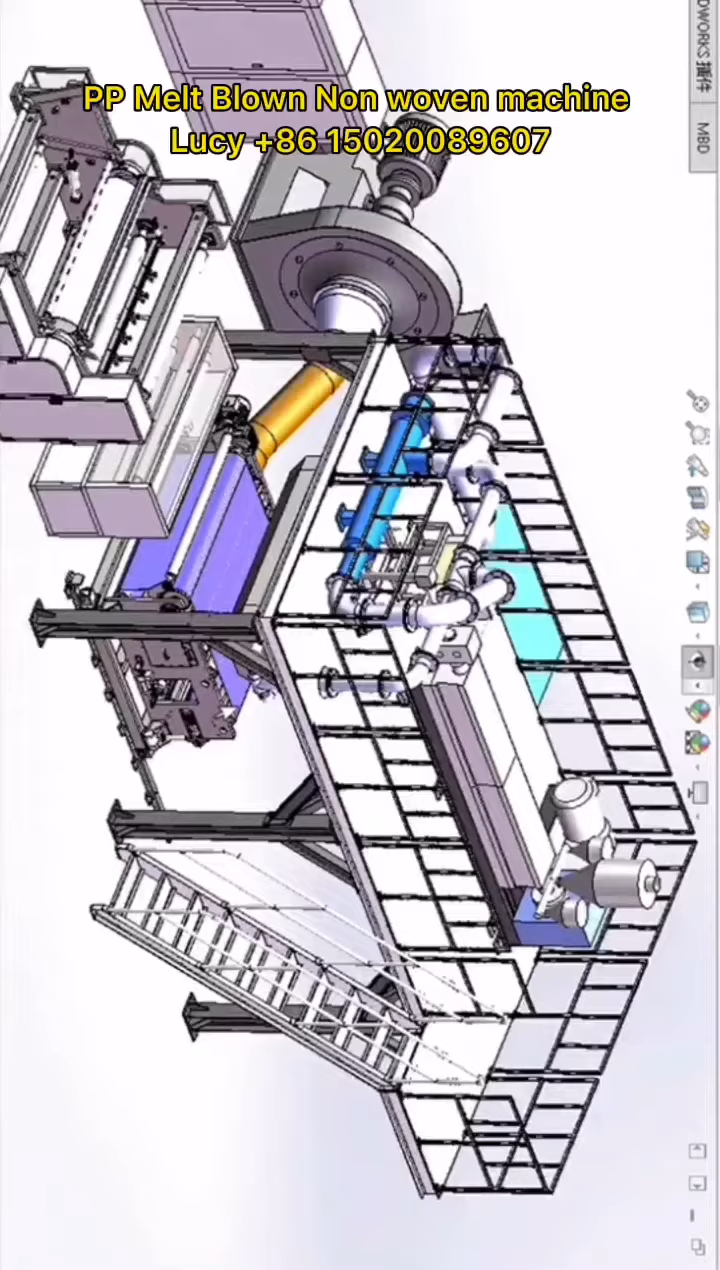 PP Melt Blown Non woven machine
Lucy +86 15020089607
DWORKS 插件
MBD